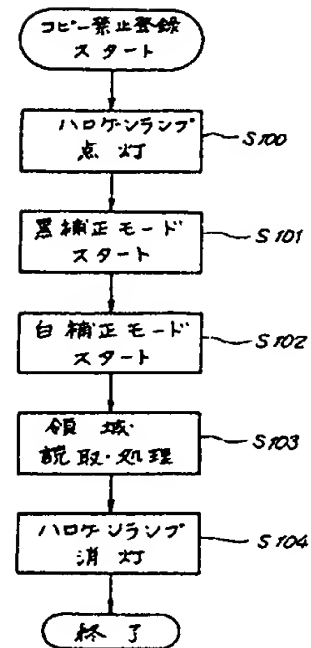 コピー禁止登録
スタート
ハロゲンランプ
点灯
S100
黒補正モード
スタート
S101
白補正モード
スタート
S102
領域
読取・処理
S103
ハロゲンランプ
消灯
S104
終了